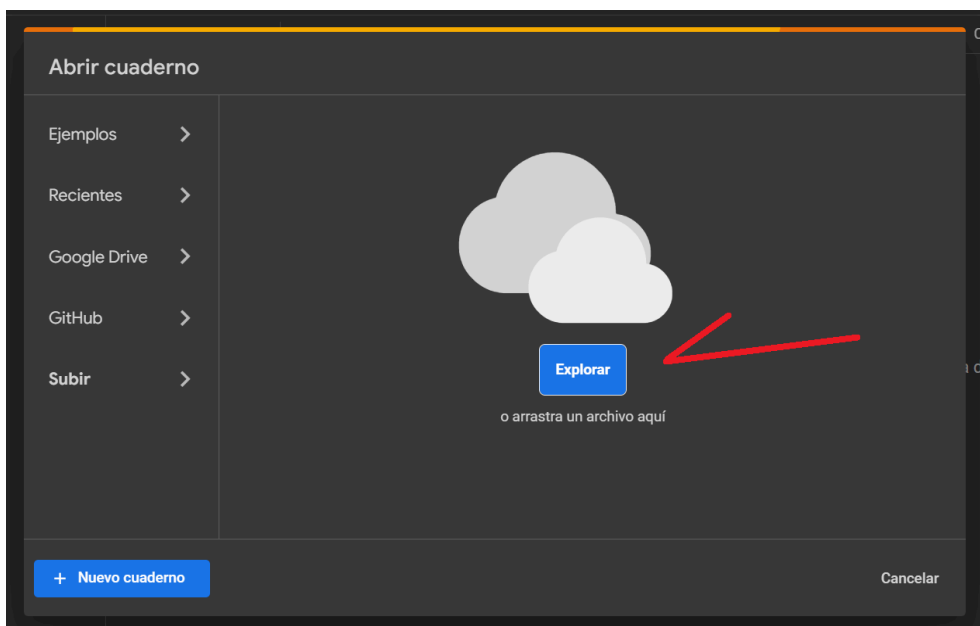 Abrir cuaderno
Ejemplos
Recientes
Google Drive
GitHub
Subir
Explorar
o arrastra un archivo aquí
+ Nuevo cuaderno
Cancelar